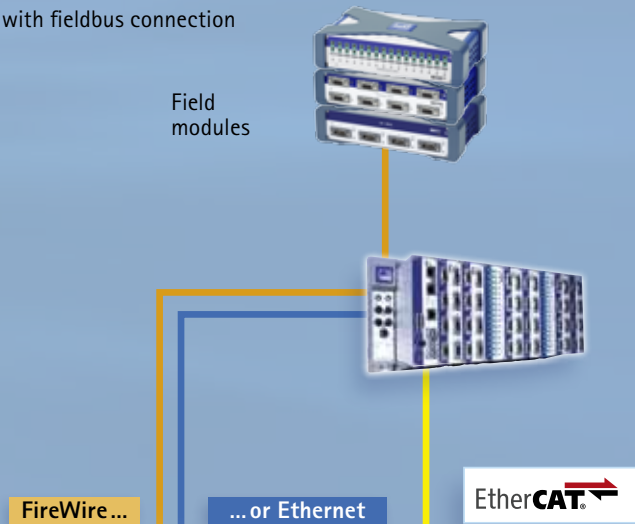 with fieldbus connection
Field
modules
FireWire...
...or Ethernet
EtherCAT®